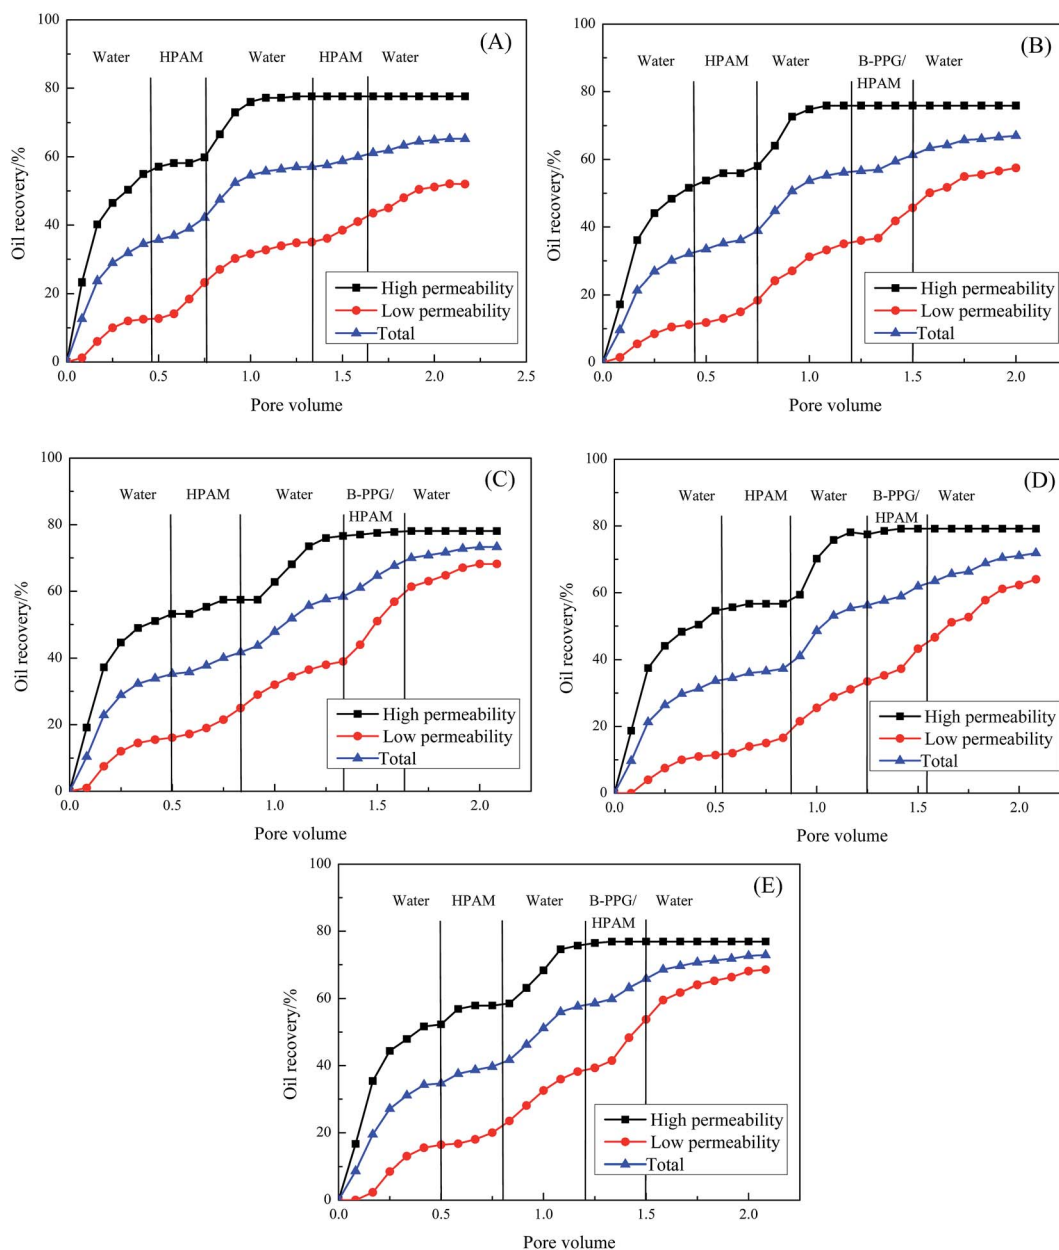 (A)
Water HPAM Water HPAM Water
100
80
60
40
20
0
Oil recovery/%
High permeability
Low permeability
Total
0.0 0.5 1.0 1.5 2.0 2.5
Pore volume
(B)
Water HPAM Water B-PPG/ Water
HPAM
100
80
60
40
20
0
Oil recovery/%
High permeability
Low permeability
Total
0.0 0.5 1.0 1.5 2.0
Pore volume
(C)
Water HPAM Water B-PPG/ Water
HPAM
100
80
60
40
20
0
Oil recovery/%
High permeability
Low permeability
Total
0.0 0.5 1.0 1.5 2.0
Pore volume
(D)
Water HPAM Water B-PPG/ Water
HPAM
100
80
60
40
20
0
Oil recovery/%
High permeability
Low permeability
Total
0.0 0.5 1.0 1.5 2.0
Pore volume
(E)
Water HPAM Water B-PPG/ Water
HPAM
100
80
60
40
20
0
Oil recovery/%
High permeability
Low permeability
Total
0.0 0.5 1.0 1.5 2.0
Pore volume